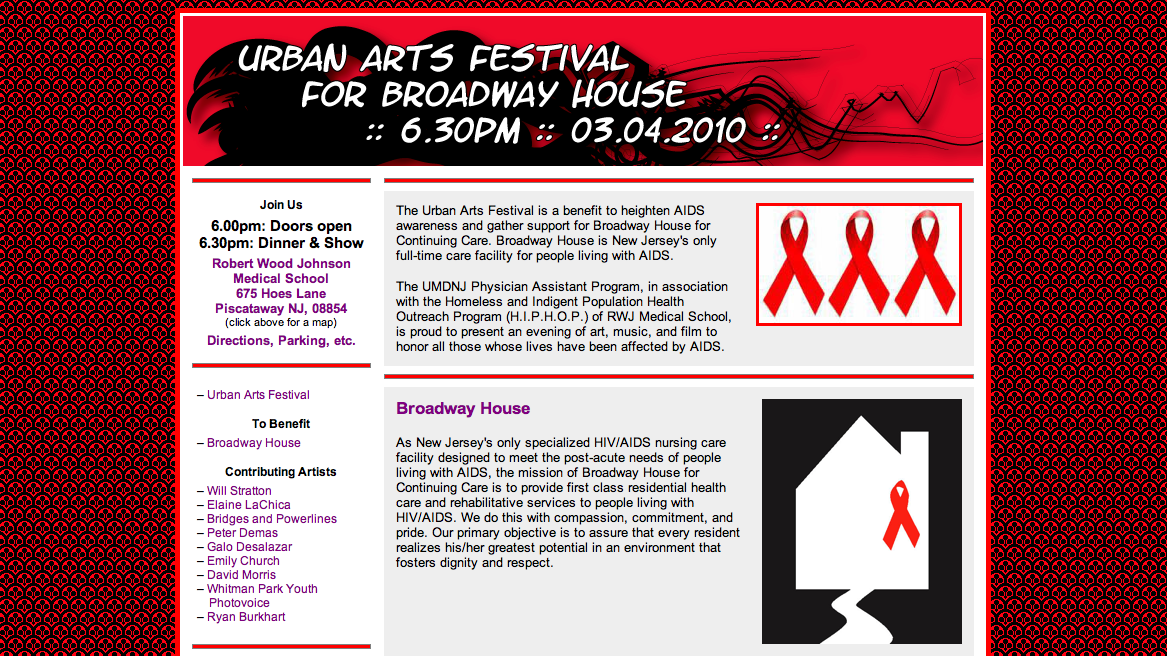 URBAN ARTS FESTIVAL
FOR BROADWAY HOUSE
:: 6.30PM :: 03.04.2010 ::
Join Us
6.00pm: Doors open
6.30pm: Dinner & Show
Robert Wood Johnson
Medical School
675 Hoes Lane
Piscataway NJ, 08854
(click above for a map)
Directions, Parking, etc.
– Urban Arts Festival
To Benefit
– Broadway House
Contributing Artists
– Will Stratton
– Elaine LaChica
– Bridges and Powerlines
– Peter Demas
– Galo Desalazar
– Emily Church
– David Morris
– Whitman Park Youth
Photovoice
– Ryan Burkhart
The Urban Arts Festival is a benefit to heighten AIDS
awareness and gather support for Broadway House for
Continuing Care. Broadway House is New Jersey's only
full-time care facility for people living with AIDS.
The UMDNJ Physician Assistant Program, in association
with the Homeless and Indigent Population Health
Outreach Program (H.I.P.H.O.P.) of RWJ Medical School,
is proud to present an evening of art, music, and film to
honor all those whose lives have been affected by AIDS.
Broadway House
As New Jersey's only specialized HIV/AIDS nursing care
facility designed to meet the post-acute needs of people
living with AIDS, the mission of Broadway House for
Continuing Care is to provide first class residential health
care and rehabilitative services to people living with
HIV/AIDS. We do this with compassion, commitment, and
pride. Our primary objective is to assure that every resident
realizes his/her greatest potential in an environment that
fosters dignity and respect.